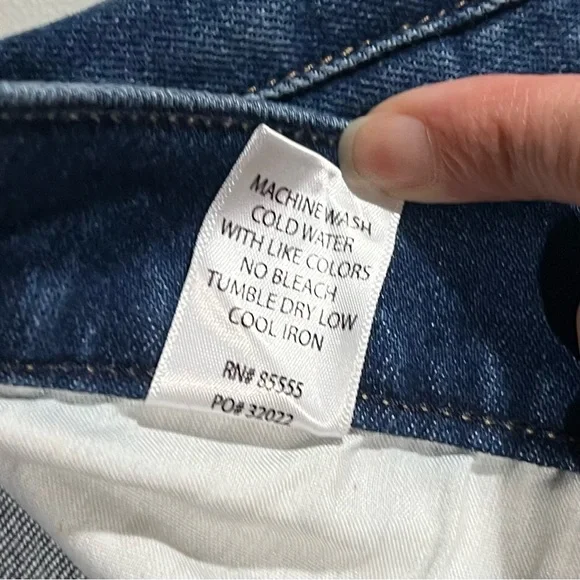 MACHINE WASH
COLD WATER
WITH LIKE COLORS
NO BLEACH
TUMBLE DRY LOW
COOL IRON
RN# 85555
PO# 32022